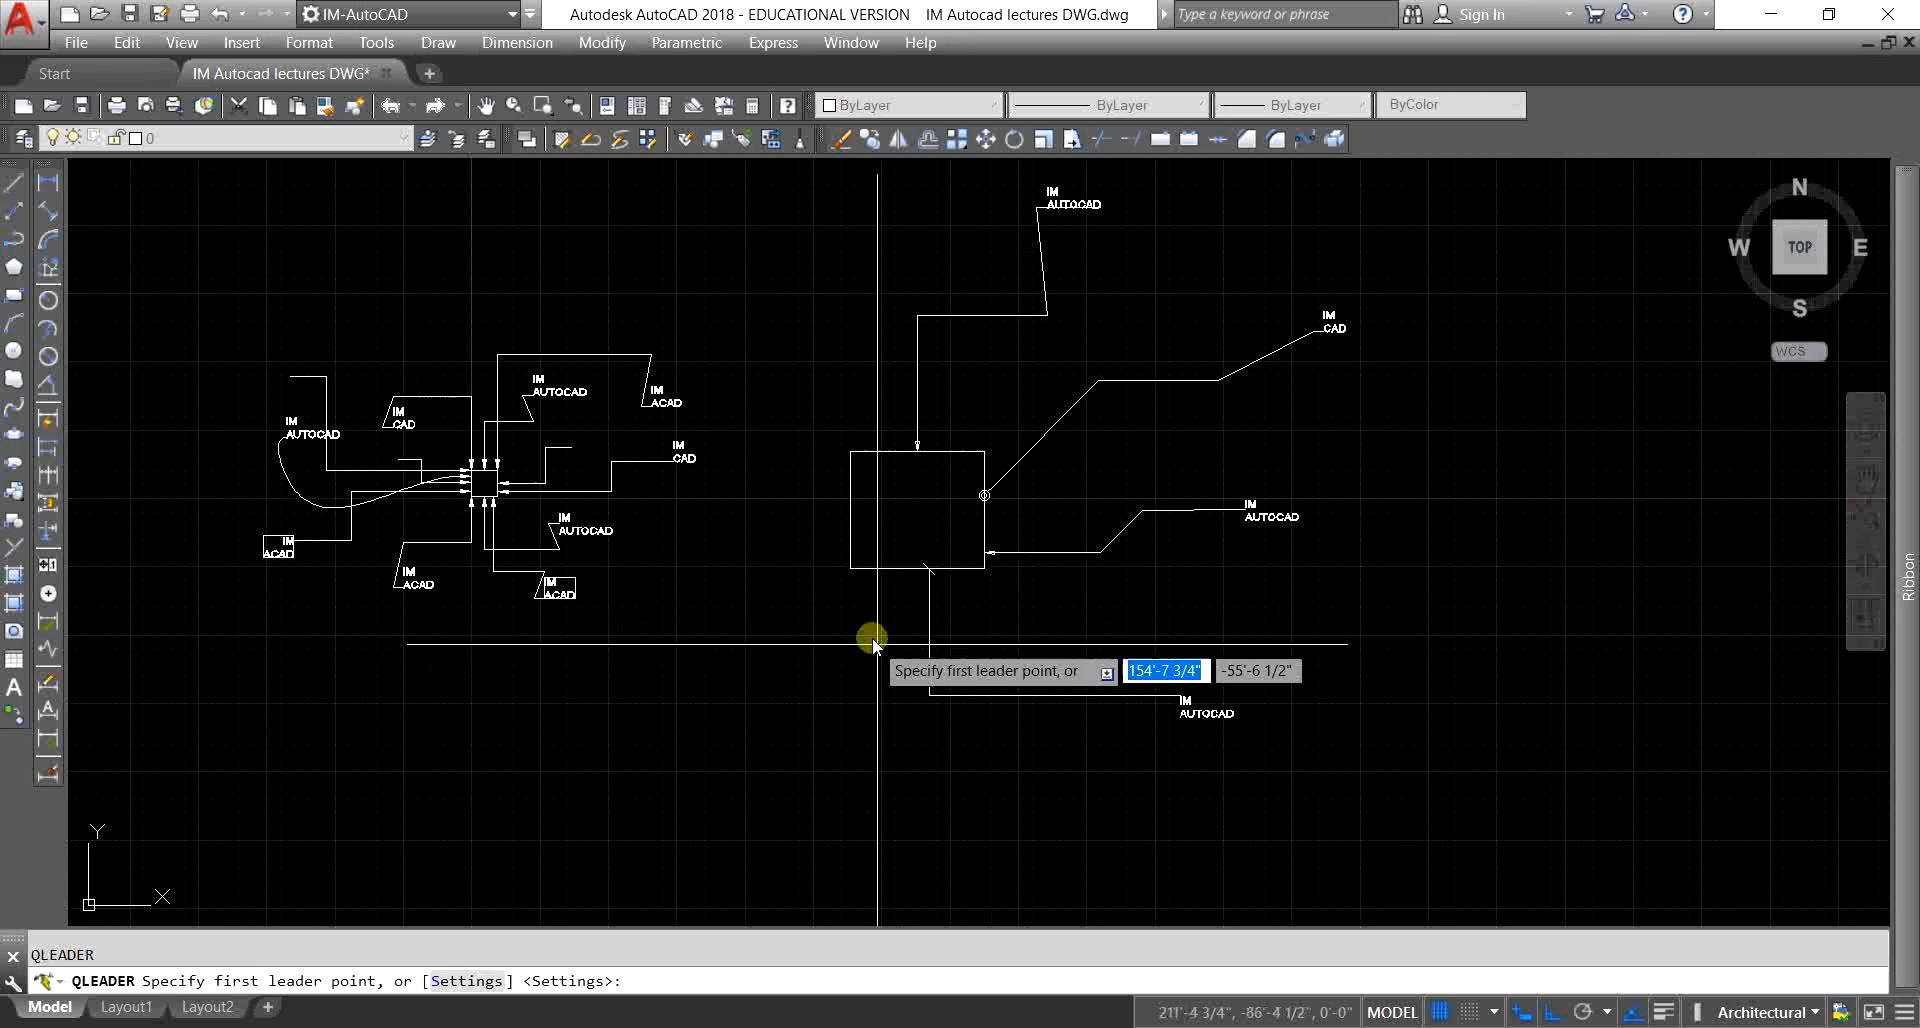 IM-AutoCAD
Autodesk AutoCAD 2018 - EDUCATIONAL VERSION IM Autocad lectures DWG.dwg
Type a keyword or phrase
Sign In
File Edit View Insert Format Tools Draw Dimension Modify Parametric Express Window Help
Start
IM Autocad lectures DWG*
ByLayer
ByLayer
ByLayer
ByColor
0
N
W TOP E
S
WCS
IM
AUTOCAD
IM
CAD
IM
AUTOCAD
IM
ACAD
IM
CAD
IM
AUTOCAD
IM
CAD
IM
AUTOCAD
IM
AUTOCAD
IM
ACAD
IM
ACAD
IM
ACAD
Specify first leader point, or
154'-7 3/4"
-55'-6 1/2"
IM
AUTOCAD
Ribbon
Y
X
QLEADER
QLEADER Specify first leader point, or [Settings] <Settings>:
Model Layout1 Layout2
211'-4 3/4", -86'-4 1/2", 0'-0" MODEL
Architectural